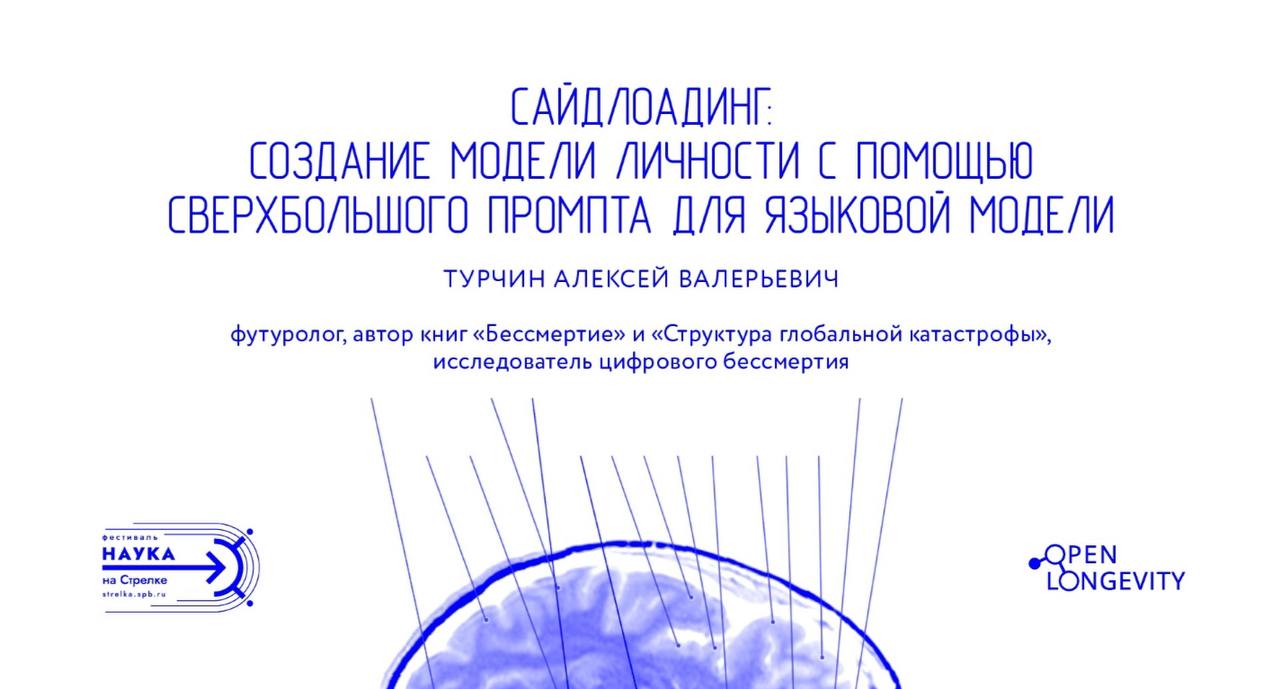 САЙДЛОАДИНГ:
СОЗДАНИЕ МОДЕЛИ ЛИЧНОСТИ С ПОМОЩЬЮ
СВЕРХБОЛЬШОГО ПРОМПТА ДЛЯ ЯЗЫКОВОЙ МОДЕЛИ
ТУРЧИН АЛЕКСЕЙ ВАЛЕРЬЕВИЧ
футуролог, автор книг «Бессмертие» и «Структура глобальной катастрофы»,
исследователь цифрового бессмертия
фестиваль
НАУКА
на Стрелке
strelka.spb.ru
OPEN
LONGEVITY